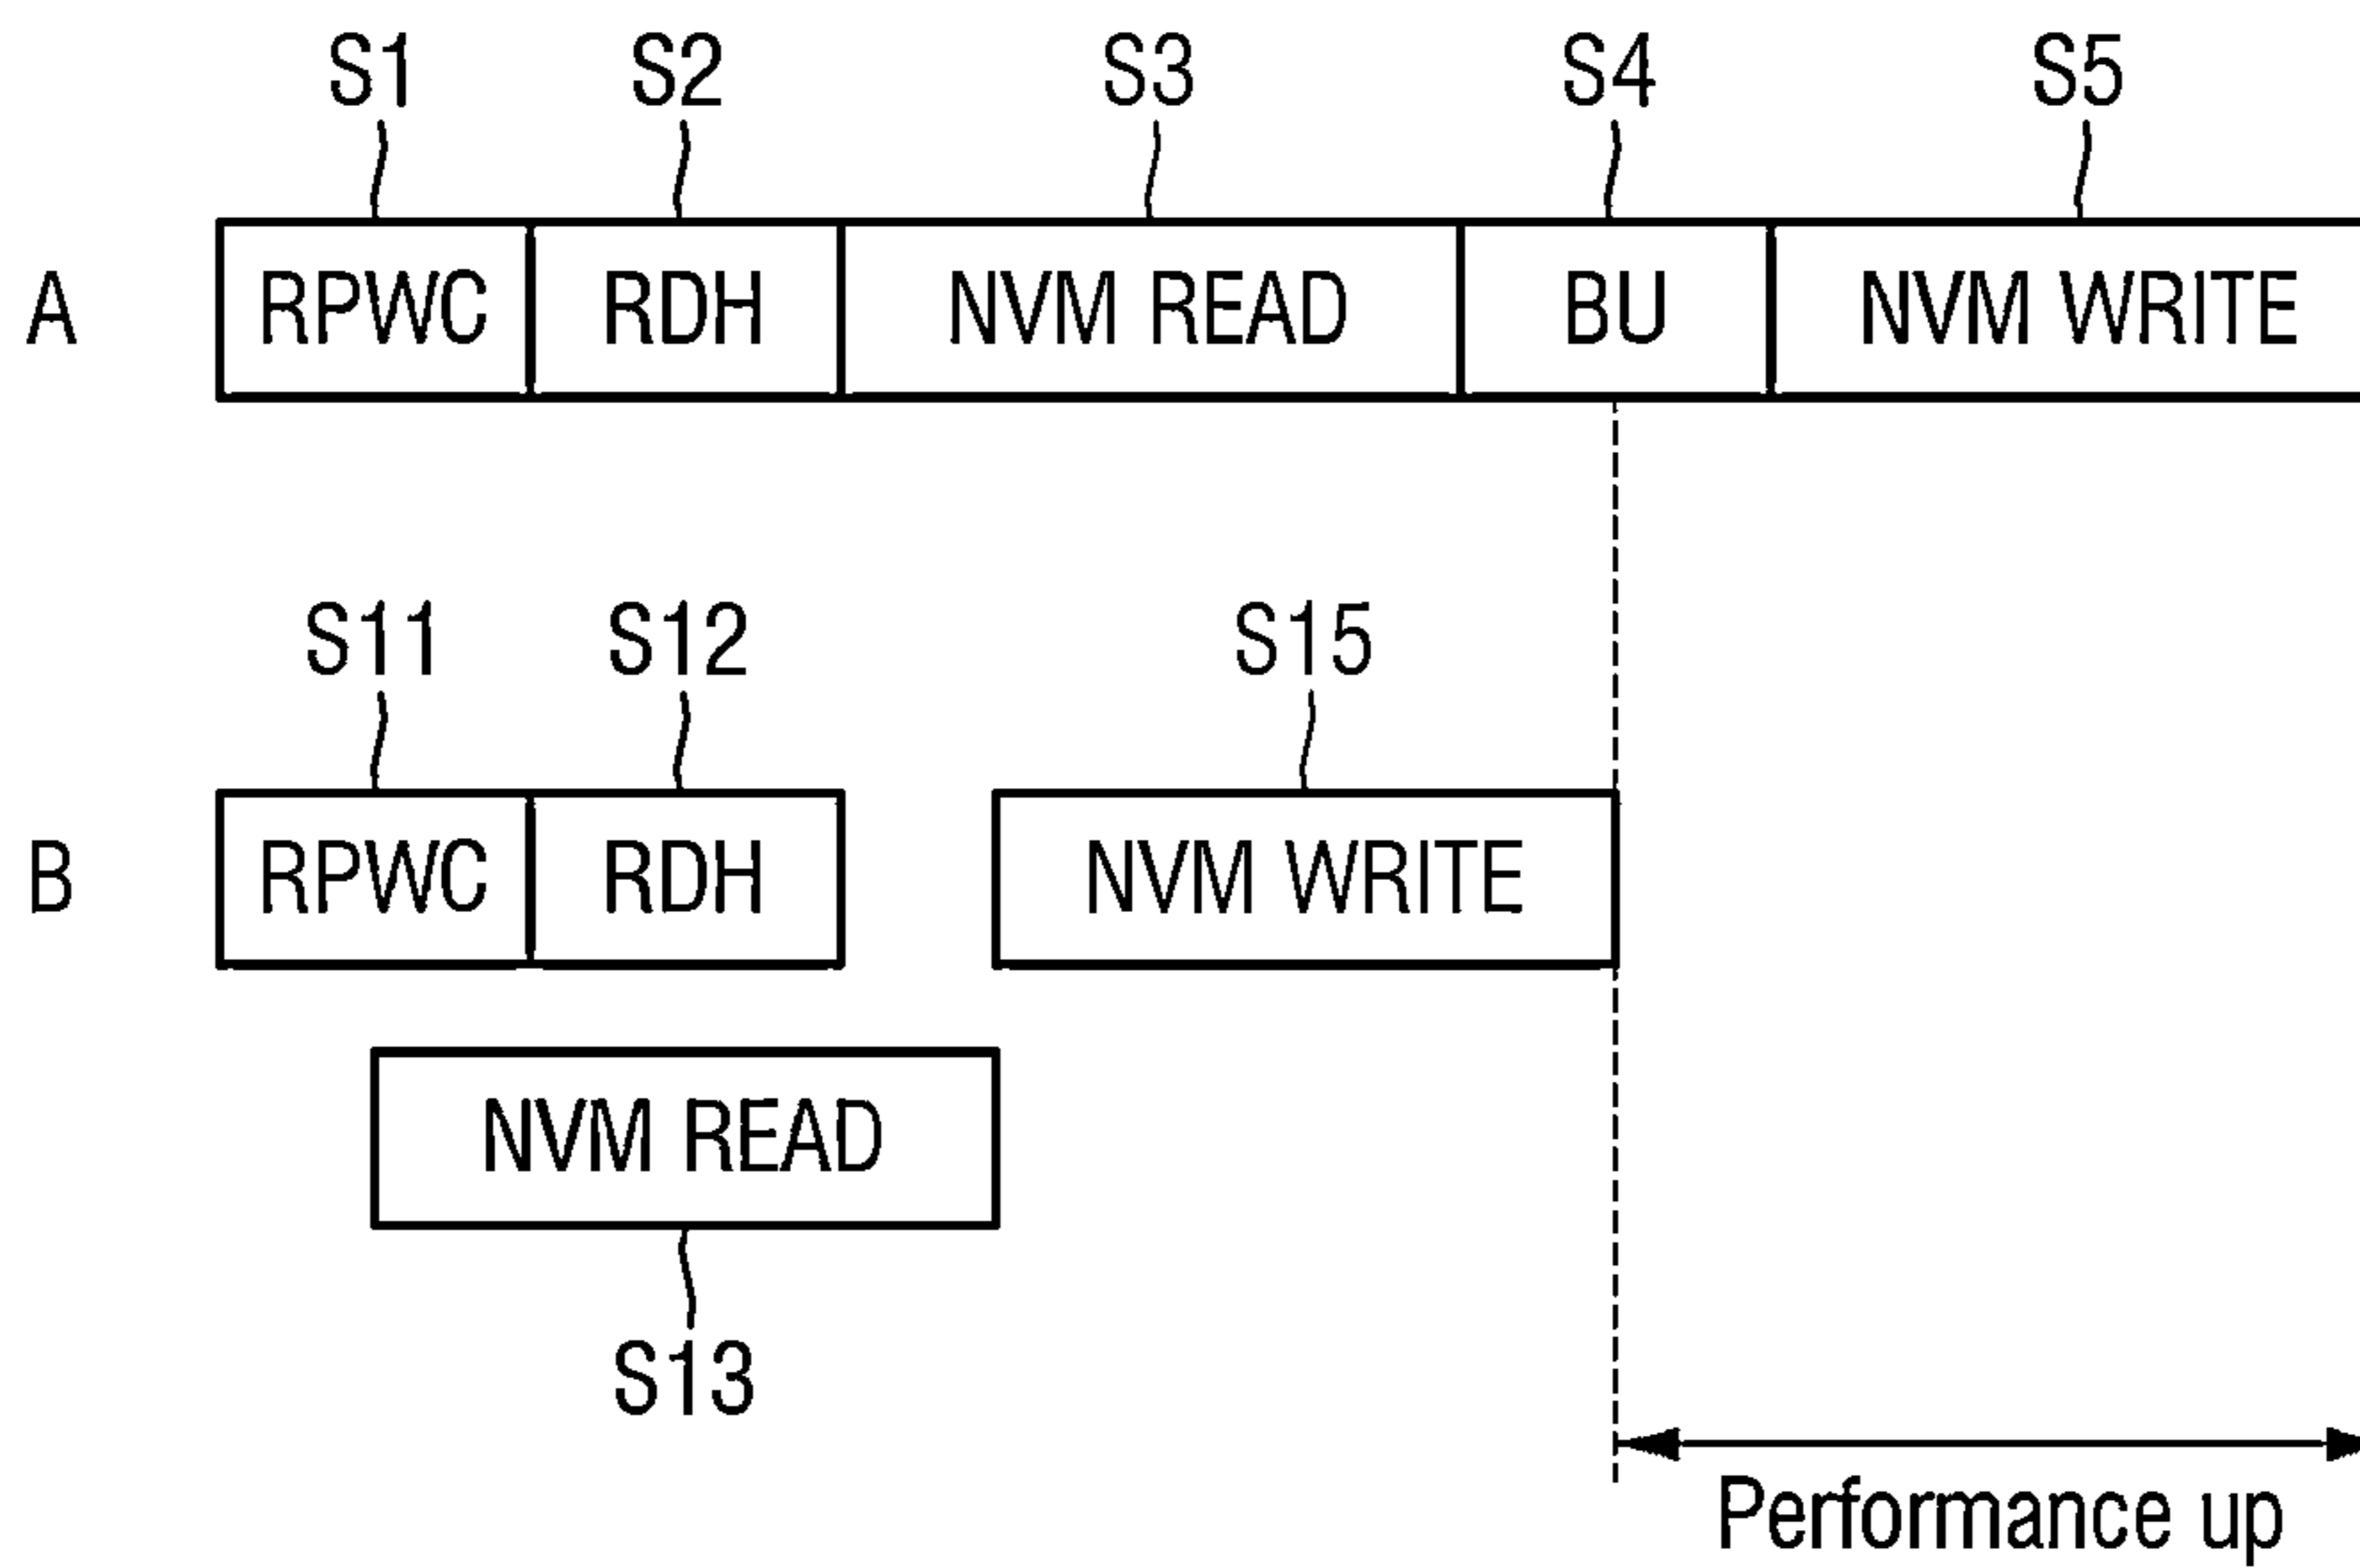 S1 S2 S3 S4 S5
A RPWC RDH NVM READ BU NVM WRITE
S11 S12 S15
B RPWC RDH NVM WRITE
NVM READ
S13
Performance up